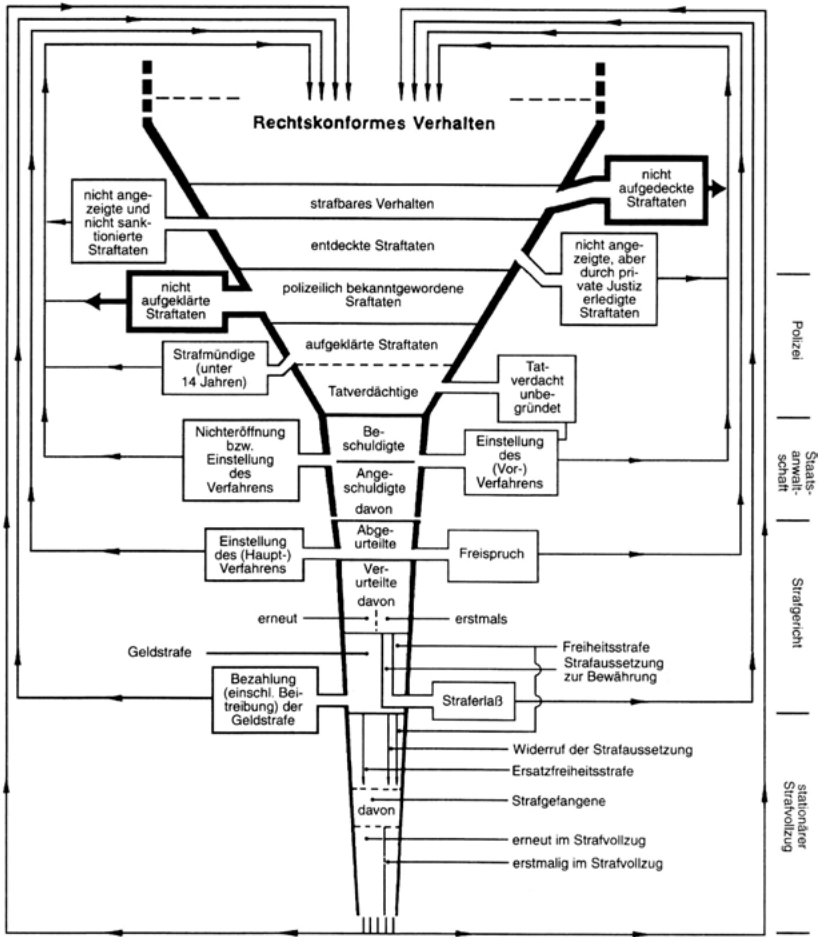 Rechtskonformes Verhalten
nicht
aufgedeckte
Straftaten
nicht ange-
zeigte und
nicht sank-
tionierte
Straftaten
strafbares Verhalten
entdeckte Straftaten
nicht ange-
zeigte, aber
durch pri-
vate Justiz
erledigte
Straftaten
nicht
aufgeklärte
Straftaten
polizeilich bekanntgewordene
Sraftaten
aufgeklärte Straftaten
Strafmündige
(unter
14 Jahren)
Tatverdächtige
Tat-
verdacht
unbe-
gründet
Polizei
Nichteröffnung
bzw.
Einstellung
des
Verfahrens
Be-
schuldigte
Ange-
schuldigte
davon
Einstellung
des
(Vor-)
Verfahrens
Staats-
anwalt-
schaft
Einstellung
des (Haupt-)
Verfahrens
Abge-
urteilte
Ver-
urteilte
davon
Freispruch
erneut
erstmals
Strafgericht
Geldstrafe
Freiheitsstrafe
Strafaussetzung
zur Bewährung
Bezahlung
(einschl. Bei-
treibung) der
Geldstrafe
Straferlaß
Widerruf der Strafaussetzung
Ersatzfreiheitsstrafe
Strafgefangene
davon
erneut im Strafvollzug
erstmalig im Strafvollzug
stationärer
Strafvollzug